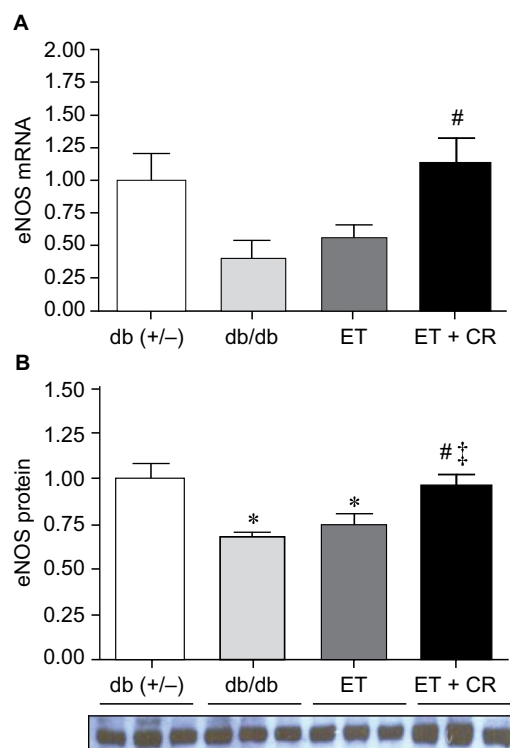 A
2.00
1.75
1.50
1.25
1.00
0.75
0.50
0.25
0.00
eNOS mRNA
#
db (+/–) db/db ET ET + CR
B
1.50
1.25
1.00
0.75
0.50
0.25
0.00
eNOS protein
* * # ‡
db (+/–) db/db ET ET + CR